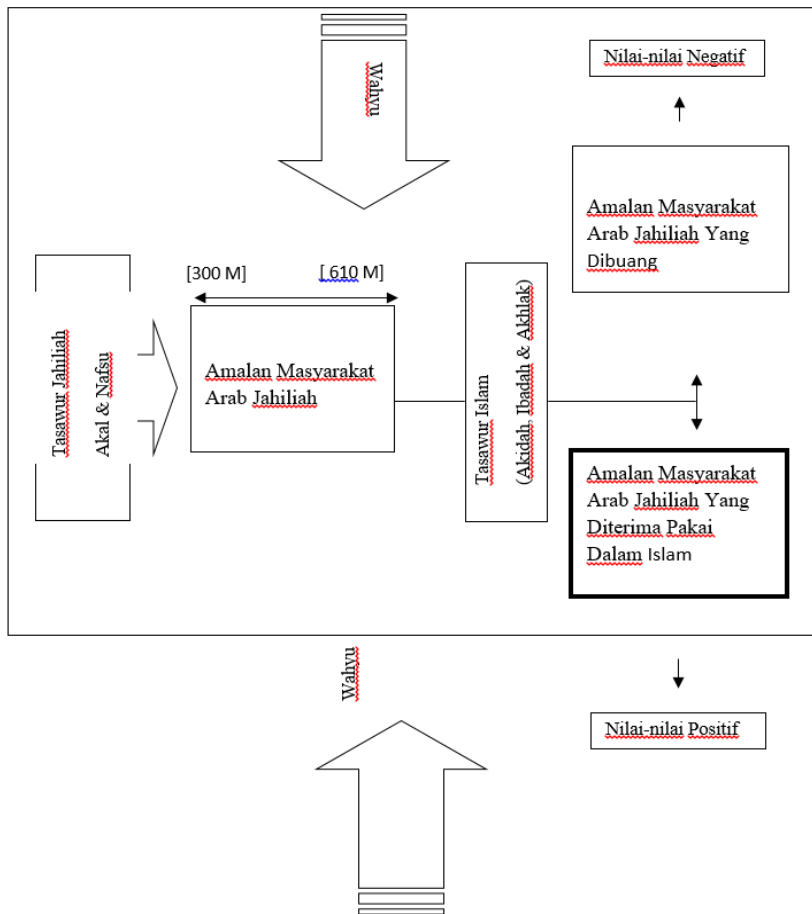 Wahyu
Nilai-nilai Negatif
Amalan Masyarakat
Arab Jahiliah Yang
Dibuang
[300 M]
[ 610 M]
Tasawur Jahiliah
Akal & Nafsu
Amalan Masyarakat
Arab Jahiliah
Tasawur Islam
(Akidah, Ibadah & Akhlak)
Amalan Masyarakat
Arab Jahiliah Yang
Diterima Pakai
Dalam Islam
Wahyu
Nilai-nilai Positif